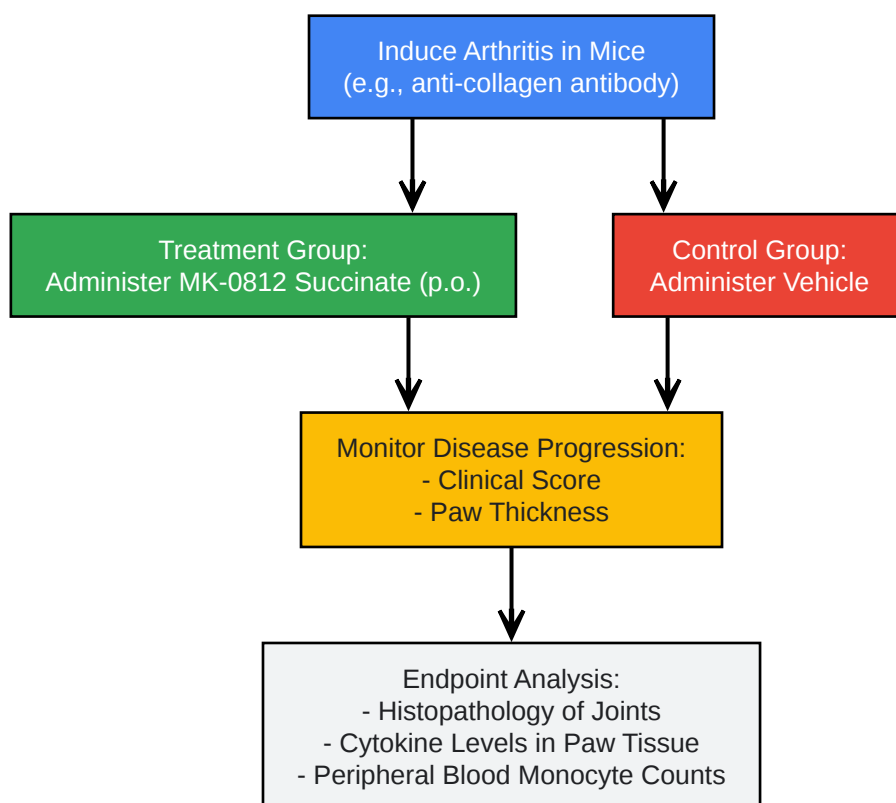 Induce Arthritis in Mice
(e.g., anti-collagen antibody)
Treatment Group:
Administer MK-0812 Succinate (p.o.)
Control Group:
Administer Vehicle
Monitor Disease Progression:
- Clinical Score
- Paw Thickness
Endpoint Analysis:
- Histopathology of Joints
- Cytokine Levels in Paw Tissue
- Peripheral Blood Monocyte Counts